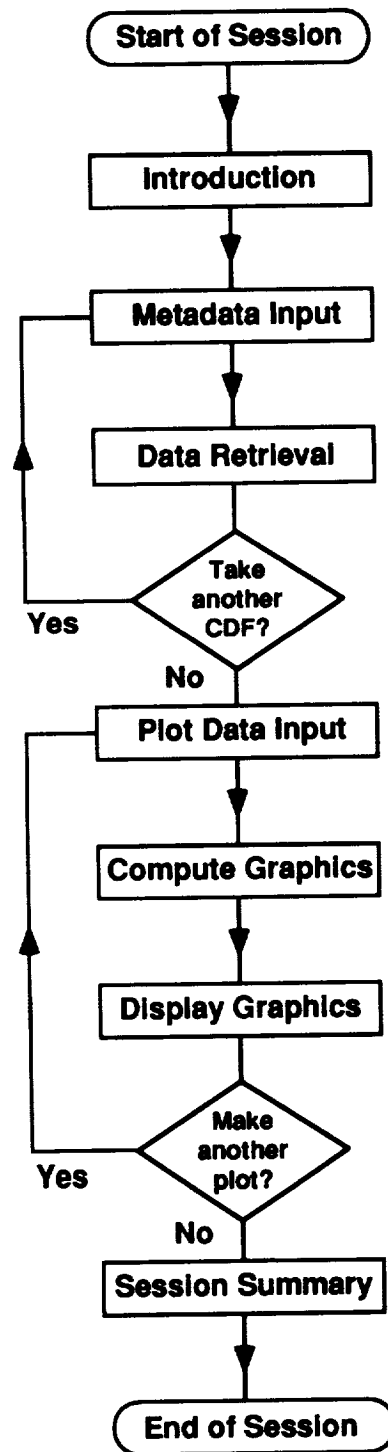 Start of Session
Introduction
Metadata Input
Data Retrieval
Take
another
CDF?
Yes
No
Plot Data Input
Compute Graphics
Display Graphics
Make
another
plot?
Yes
No
Session Summary
End of Session